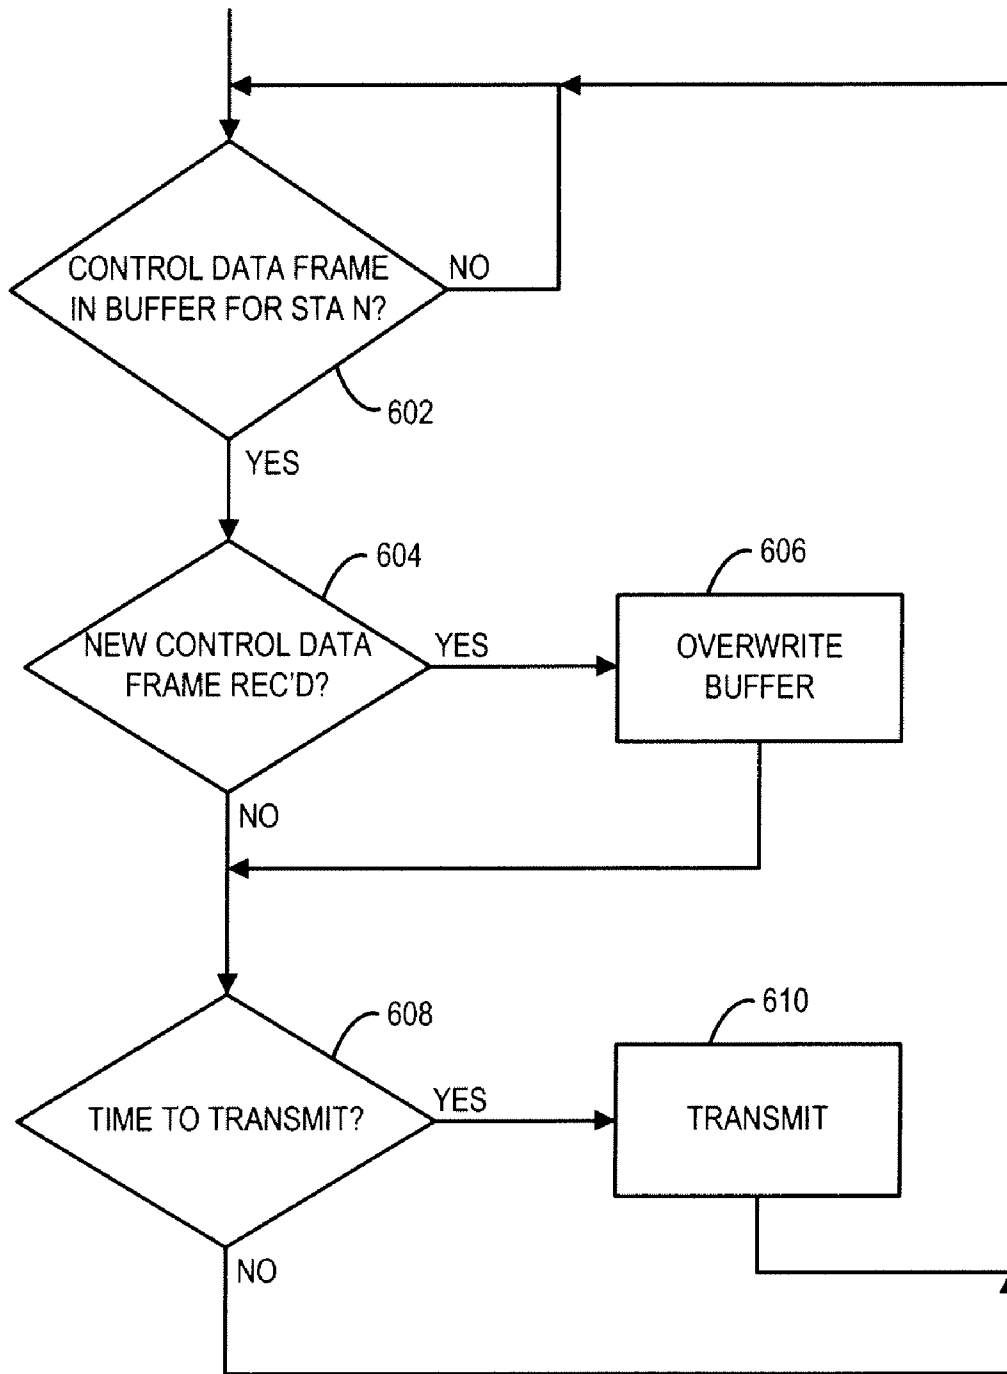 CONTROL DATA FRAME
IN BUFFER FOR STA N?
NO
602
YES
604
NEW CONTROL DATA
FRAME REC'D?
YES
606
OVERWRITE
BUFFER
NO
608
TIME TO TRANSMIT?
YES
610
TRANSMIT
NO